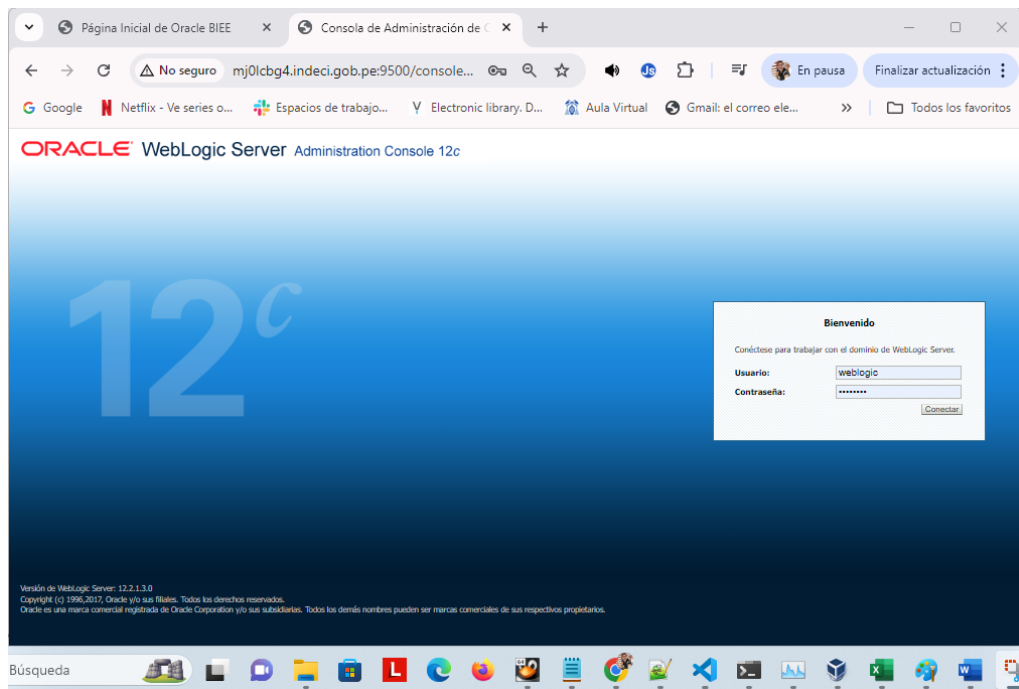 Página Inicial de Oracle BIEE
Consola de Administración de
No seguro mj0lcbg4.indeci.gob.pe:9500/console... En pausa Finalizar actualización
Google Netflix - Ve series o... Espacios de trabajo... Electronic library. D... Aula Virtual Gmail: el correo ele... » Todos los favoritos
ORACLE WebLogic Server Administration Console 12c
12c
Bienvenido
Conéctese para trabajar con el dominio de WebLogic Server.
Usuario: weblogic
Contraseña: ••••••••
Conectar
Versión de WebLogic Server: 12.2.1.3.0
Copyright (c) 1996,2017, Oracle y/o sus filiales. Todos los derechos reservados.
Oracle es una marca comercial registrada de Oracle Corporation y/o sus subsidiarias. Todos los demás nombres pueden ser marcas comerciales de sus respectivos propietarios.
Búsqueda